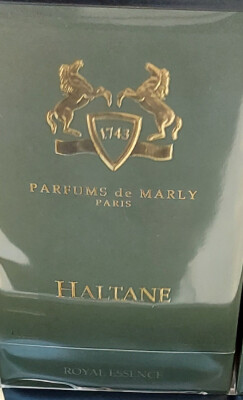 1743
PARFUMS de MARLY
PARIS
HALTANE
ROYAL ESSENCE